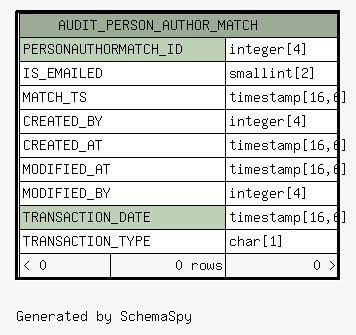 AUDIT_PERSON_AUTHOR_MATCH
PERSONAUTHORMATCH_ID integer[4]
IS_EMAILED smallint[2]
MATCH_TS timestamp[16,6]
CREATED_BY integer[4]
CREATED_AT timestamp[16,6]
MODIFIED_AT timestamp[16,6]
MODIFIED_BY integer[4]
TRANSACTION_DATE timestamp[16,6]
TRANSACTION_TYPE char[1]
< 0 0 rows 0 >
Generated by SchemaSpy